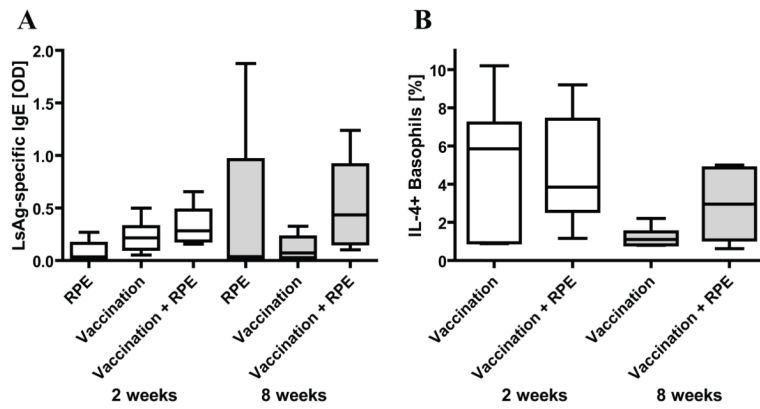 A
LsAg-specific IgE [OD]
2.0
1.5
1.0
0.5
0.0
RPE
Vaccination
Vaccination + RPE
RPE
Vaccination
Vaccination + RPE
2 weeks
8 weeks
B
IL-4+ Basophils [%]
10
8
6
4
2
0
Vaccination
Vaccination + RPE
Vaccination
Vaccination + RPE
2 weeks
8 weeks